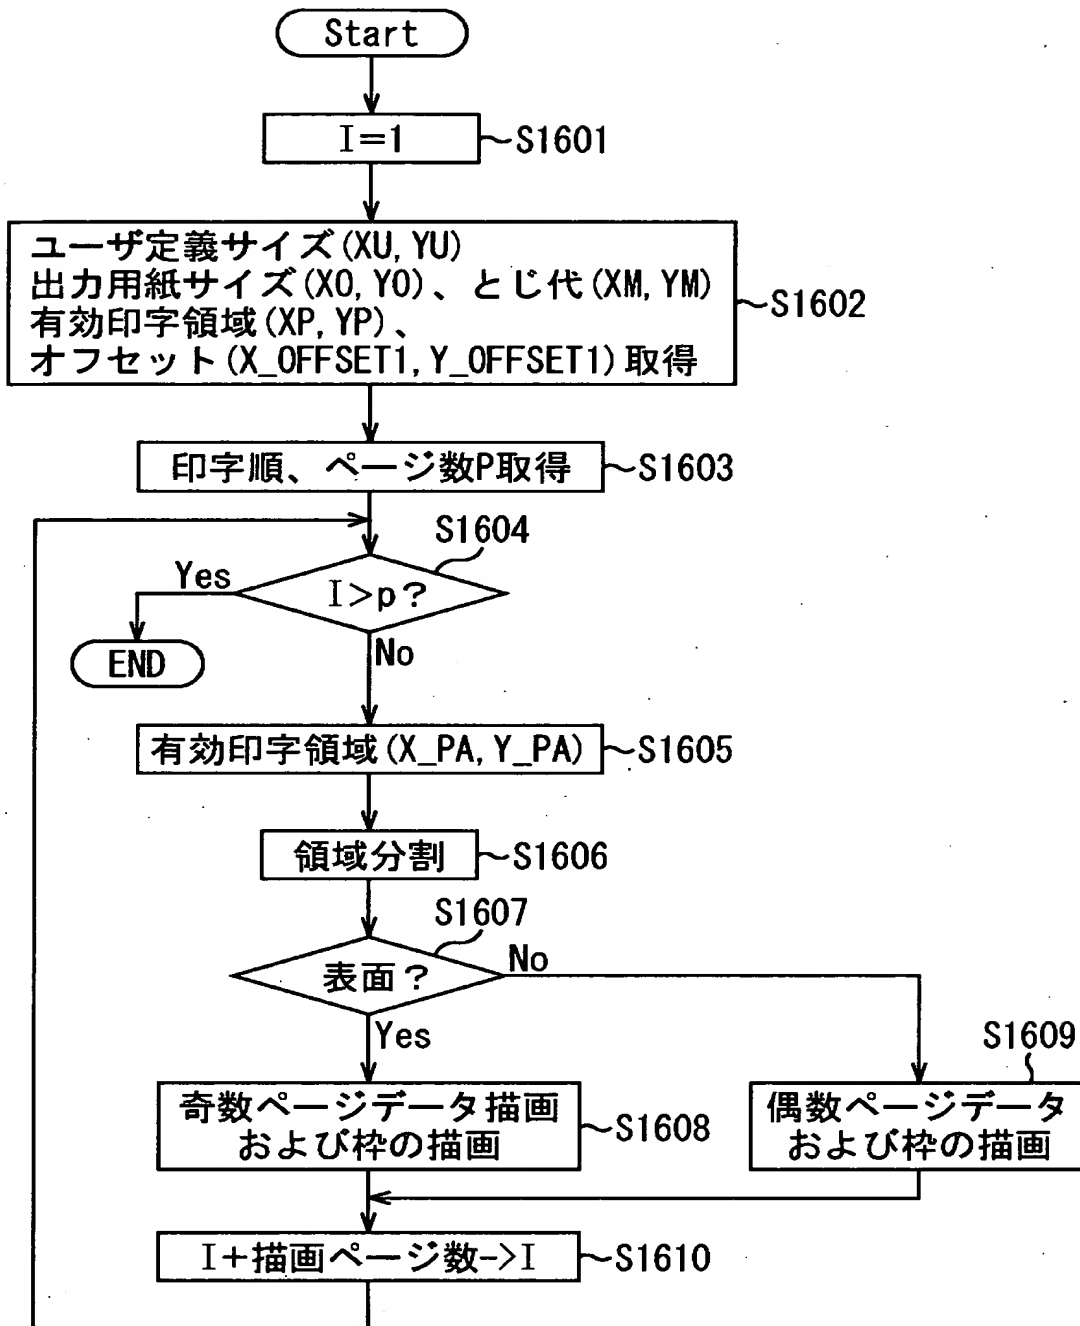 Start
I=1
S1601
ユーザ定義サイズ(XU, YU)
出力用紙サイズ(XO, YO)、とじ代(XM, YM)
有効印字領域(XP, YP)、
オフセット(X_OFFSET1, Y_OFFSET1)取得
S1602
印字順、ページ数P取得
S1603
S1604
I>p?
Yes
END
No
有効印字領域(X_PA, Y_PA)
S1605
領域分割
S1606
S1607
表面?
No
Yes
S1609
奇数ページデータ描画
および枠の描画
S1608
偶数ページデータ
および枠の描画
I+描画ページ数->I
S1610